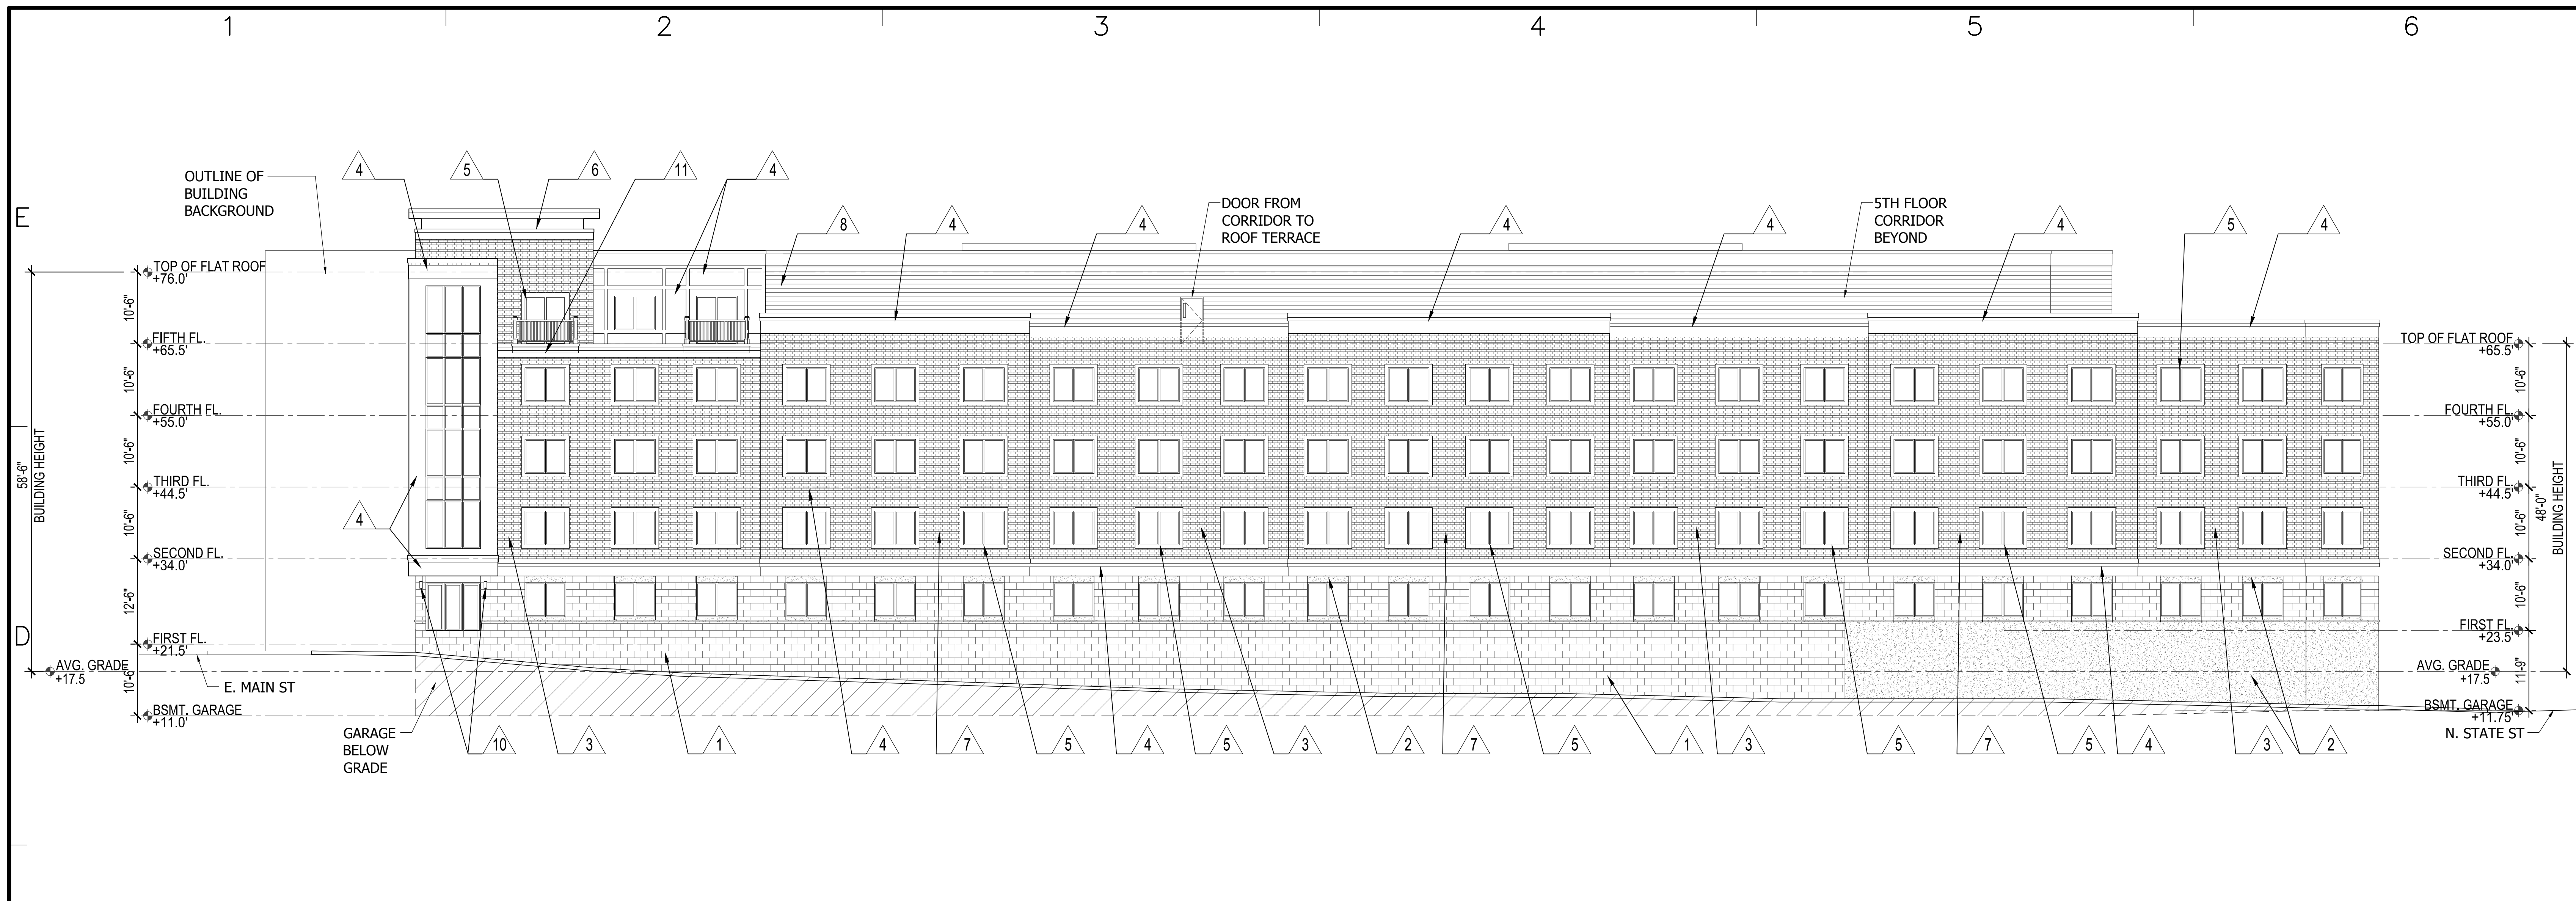 1
2
3
4
5
6
E
D
OUTLINE OF
BUILDING
BACKGROUND
4
5
6
11
4
8
4
4
DOOR FROM
CORRIDOR TO
ROOF TERRACE
4
4
5TH FLOOR
CORRIDOR
BEYOND
4
5
4
TOP OF FLAT ROOF
+76.0'
10'-6"
FIFTH FL.
+65.5'
10'-6"
FOURTH FL.
+55.0'
10'-6"
THIRD FL.
+44.5'
10'-6"
SECOND FL.
+34.0'
12'-6"
FIRST FL.
+21.5'
10'-6"
BSMT. GARAGE
+11.0'
58'-6"
BUILDING HEIGHT
AVG. GRADE
+17.5
E. MAIN ST
4
GARAGE
BELOW
GRADE
TOP OF FLAT ROOF
+65.5'
10'-6"
FOURTH FL.
+55.0'
10'-6"
THIRD FL.
+44.5'
10'-6"
SECOND FL.
+34.0'
10'-6"
FIRST FL.
+23.5'
AVG. GRADE
+17.5
11'-9"
BSMT. GARAGE
+11.75'
48'-0"
BUILDING HEIGHT
N. STATE ST
10
3
1
4
7
5
4
5
3
2
7
5
1
3
5
7
5
4
3
2